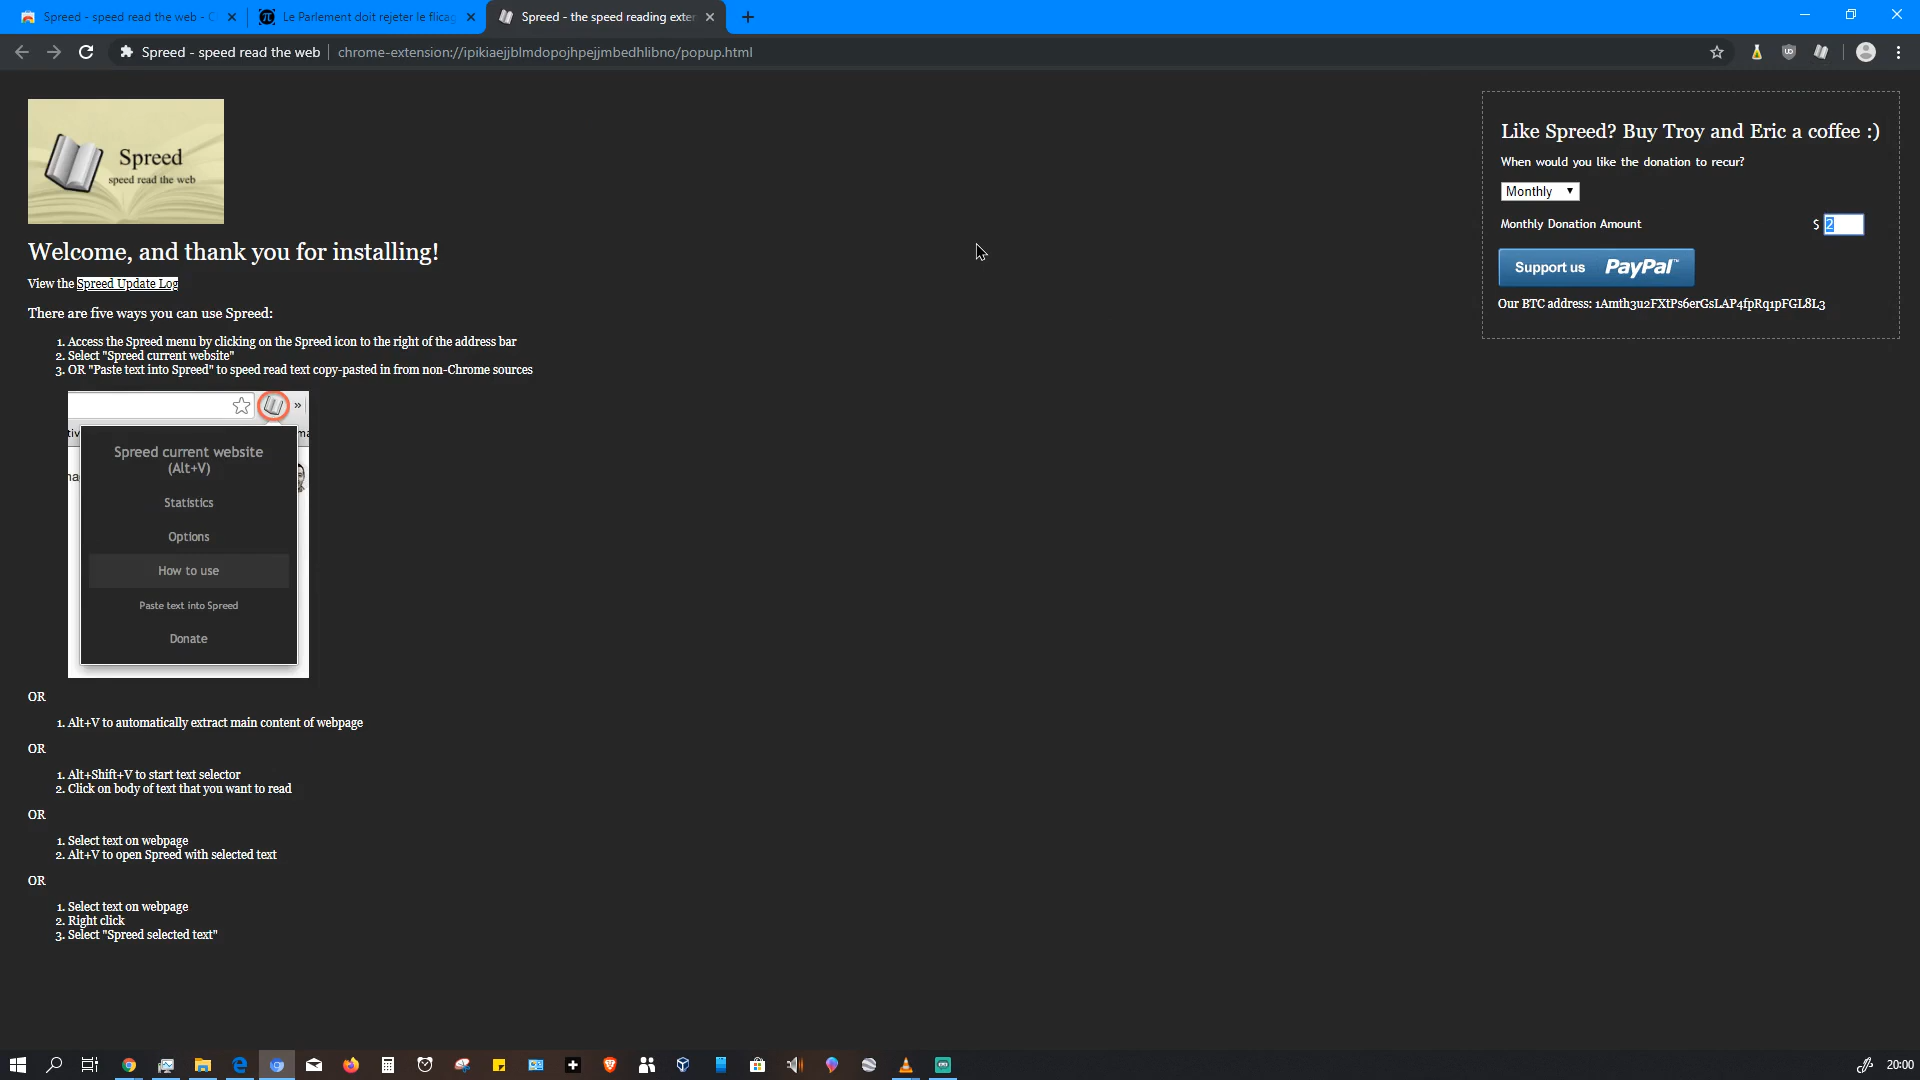 Spreed - speed read the web - C
Le Parlement doit rejeter le flicag
Spreed - the speed reading exter
Spreed - speed read the web
chrome-extension://ipikiaejjblmdopojhpejjmbedhlibno/popup.html
Spreed
speed read the web
Welcome, and thank you for installing!
View the Spreed Update Log
There are five ways you can use Spreed:
1. Access the Spreed menu by clicking on the Spreed icon to the right of the address bar
2. Select "Spreed current website"
3. OR "Paste text into Spreed" to speed read text copy-pasted in from non-Chrome sources
»
tiv
ma
na
Spreed current website
(Alt+V)
Statistics
Options
How to use
Paste text into Spreed
Donate
OR
1. Alt+V to automatically extract main content of webpage
OR
1. Alt+Shift+V to start text selector
2. Click on body of text that you want to read
OR
1. Select text on webpage
2. Alt+V to open Spreed with selected text
OR
1. Select text on webpage
2. Right click
3. Select "Spreed selected text"
Like Spreed? Buy Troy and Eric a coffee :)
When would you like the donation to recur?
Monthly
Monthly Donation Amount $ 2
Support us PayPal™
Our BTC address: 1Amth3u2FXtPs6erGsLAP4fpRq1pFGL8L3
20:00